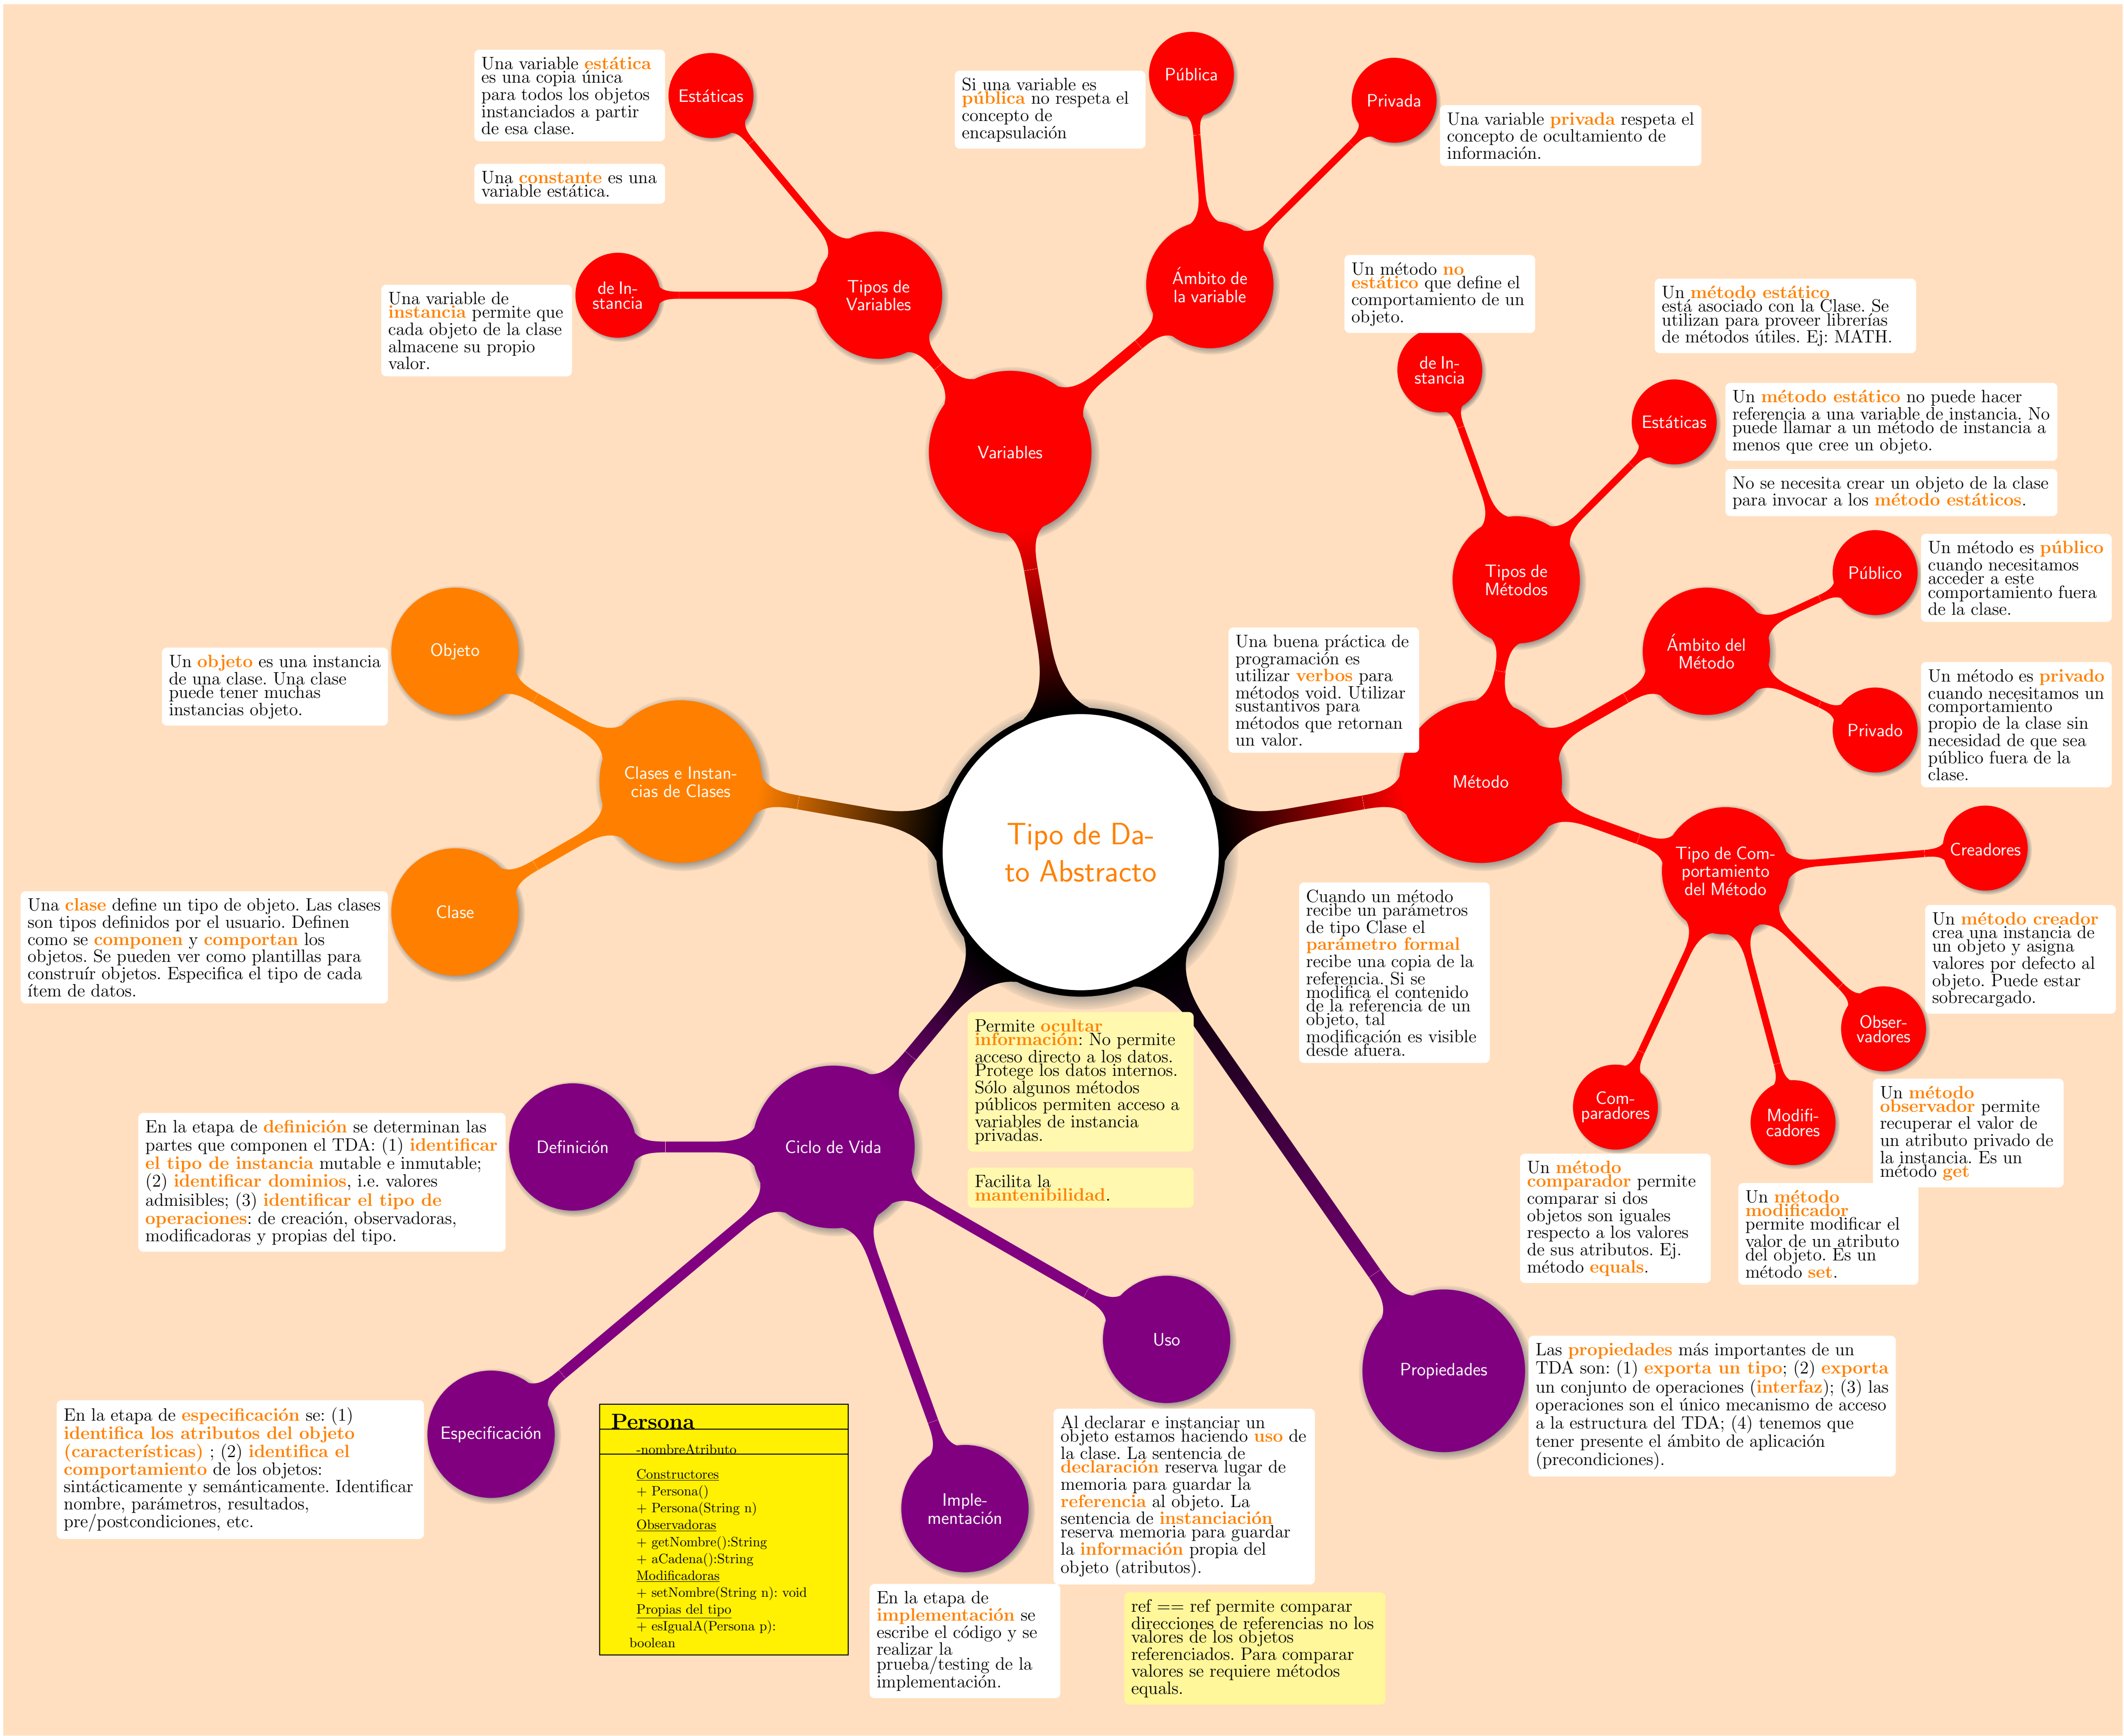 Una variable estática
es una copia única
para todos los objetos
instanciados a partir
de esa clase.
Estáticas
Una constante es una
variable estática.
Una variable de
instancia permite que
cada objeto de la clase
almacene su propio
valor.
de In-
stancia
Tipos de
Variables
Si una variable es
pública no respeta el
concepto de
encapsulación
Pública
Privada
Una variable privada respeta el
concepto de ocultamiento de
información.
Ámbito de
la variable
Variables
Un método no
estático que define el
comportamiento de un
objeto.
de In-
stancia
Un método estático
está asociado con la Clase. Se
utilizan para proveer librerías
de métodos útiles. Ej: MATH.
Estáticas
Un método estático no puede hacer
referencia a una variable de instancia. No
puede llamar a un método de instancia a
menos que cree un objeto.
No se necesita crear un objeto de la clase
para invocar a los método estáticos.
Tipos de
Métodos
Público
Un método es público
cuando necesitamos
acceder a este
comportamiento fuera
de la clase.
Ámbito del
Método
Privado
Un método es privado
cuando necesitamos un
comportamiento
propio de la clase sin
necesidad de que sea
público fuera de la
clase.
Una buena práctica de
programación es
utilizar verbos para
métodos void. Utilizar
sustantivos para
métodos que retornan
un valor.
Método
Objeto
Un objeto es una instancia
de una clase. Una clase
puede tener muchas
instancias objeto.
Clases e Instan-
cias de Clases
Clase
Una clase define un tipo de objeto. Las clases
son tipos definidos por el usuario. Definen
como se componen y comportan los
objetos. Se pueden ver como plantillas para
construír objetos. Especifica el tipo de cada
ítem de datos.
Tipo de Da-
to Abstracto
Cuando un método
recibe un parámetros
de tipo Clase el
parámetro formal
recibe una copia de la
referencia. Si se
modifica el contenido
de la referencia de un
objeto, tal
modificación es visible
desde afuera.
Tipo de Com-
portamiento
del Método
Creadores
Un método creador
crea una instancia de
un objeto y asigna
valores por defecto al
objeto. Puede estar
sobrecargado.
Obser-
vadores
Un método
observador permite
recuperar el valor de
un atributo privado de
la instancia. Es un
método get
Modifi-
cadores
Un método
modificador
permite modificar el
valor de un atributo
del objeto. Es un
método set.
Com-
paradores
Un método
comparador permite
comparar si dos
objetos son iguales
respecto a los valores
de sus atributos. Ej.
método equals.
Permite ocultar
información: No permite
acceso directo a los datos.
Protege los datos internos.
Sólo algunos métodos
públicos permiten acceso a
variables de instancia
privadas.
Facilita la
mantenibilidad.
Ciclo de Vida
Definición
En la etapa de definición se determinan las
partes que componen el TDA: (1) identificar
el tipo de instancia mutable e inmutable;
(2) identificar dominios, i.e. valores
admisibles; (3) identificar el tipo de
operaciones: de creación, observadoras,
modificadoras y propias del tipo.
Especificación
En la etapa de especificación se: (1)
identifica los atributos del objeto
(características) ; (2) identifica el
comportamiento de los objetos:
sintácticamente y semánticamente. Identificar
nombre, parámetros, resultados,
pre/postcondiciones, etc.
Persona
-nombreAtributo
Constructores
+ Persona()
+ Persona(String n)
Observadoras
+ getNombre():String
+ aCadena():String
Modificadoras
+ setNombre(String n): void
Propias del tipo
+ esIgualA(Persona p):
boolean
Imple-
mentación
En la etapa de
implementación se
escribe el código y se
realizar la
prueba/testing de la
implementación.
Uso
Al declarar e instanciar un
objeto estamos haciendo uso de
la clase. La sentencia de
declaración reserva lugar de
memoria para guardar la
referencia al objeto. La
sentencia de instanciación
reserva memoria para guardar
la información propia del
objeto (atributos).
ref == ref permite comparar
direcciones de referencias no los
valores de los objetos
referenciados. Para comparar
valores se requiere métodos
equals.
Propiedades
Las propiedades más importantes de un
TDA son: (1) exporta un tipo; (2) exporta
un conjunto de operaciones (interfaz); (3) las
operaciones son el único mecanismo de acceso
a la estructura del TDA; (4) tenemos que
tener presente el ámbito de aplicación
(precondiciones).